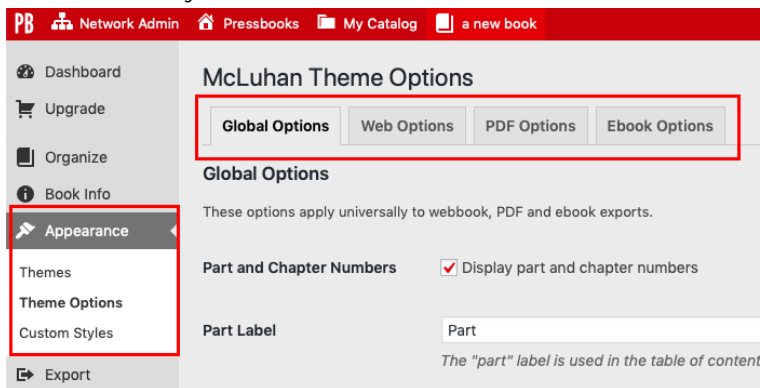 PB Network Admin Pressbooks My Catalog a new book
Dashboard
Upgrade
Organize
Book Info
Appearance
Themes
Theme Options
Custom Styles
Export
McLuhan Theme Options
Global Options Web Options PDF Options Ebook Options
Global Options
These options apply universally to webbook, PDF and ebook exports.
Part and Chapter Numbers Display part and chapter numbers
Part Label Part
The "part" label is used in the table of content